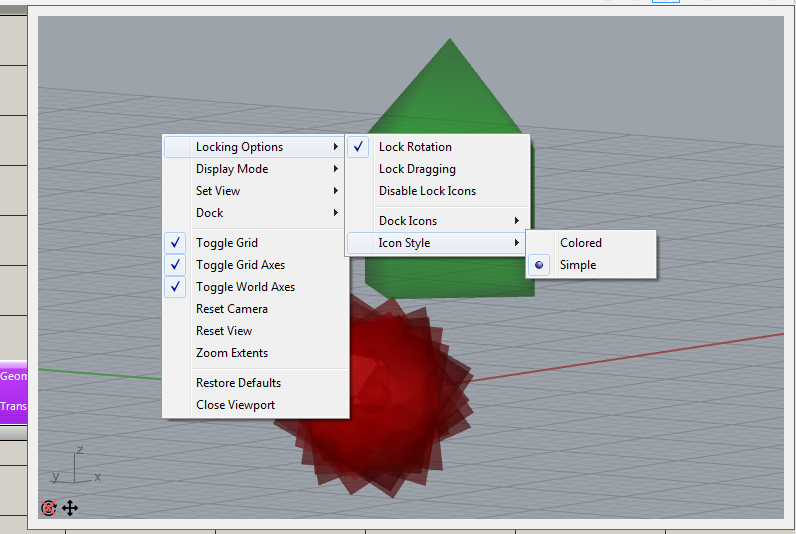 Locking Options
Display Mode
Set View
Dock
Toggle Grid
Toggle Grid Axes
Toggle World Axes
Reset Camera
Reset View
Zoom Extents
Restore Defaults
Close Viewport
Lock Rotation
Lock Dragging
Disable Lock Icons
Dock Icons
Icon Style
Colored
Simple
Geom
Trans
z
y
x